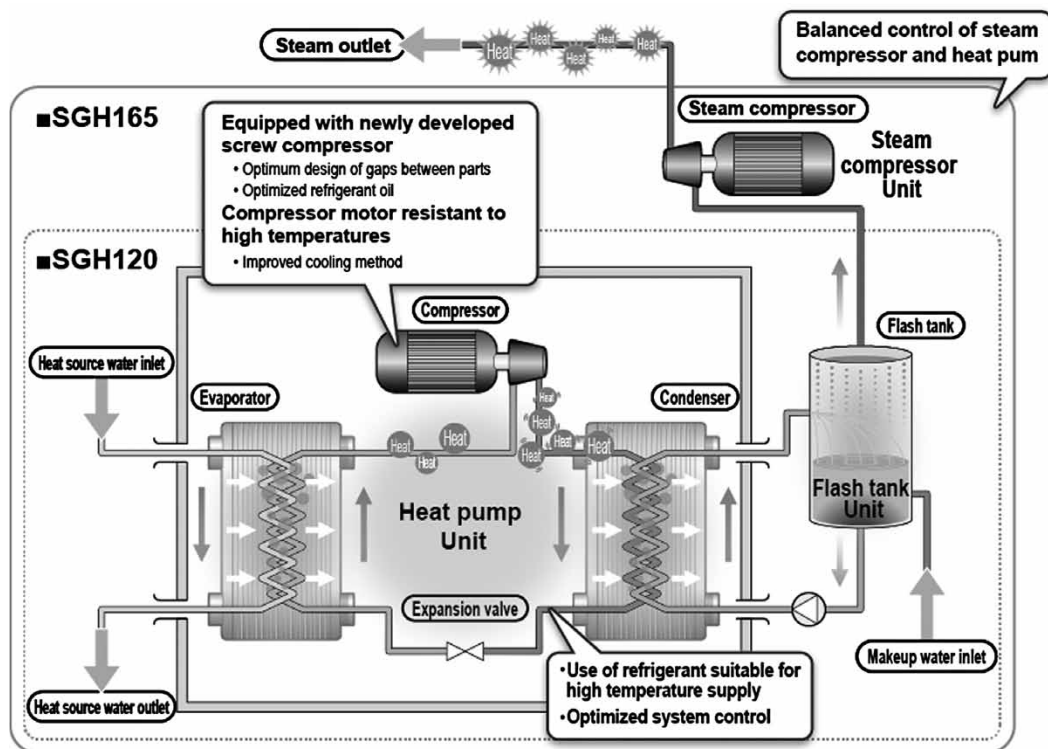 Steam outlet
Heat
Heat
Heat
Heat
Heat
Balanced control of steam
compressor and heat pum
■SGH165
Equipped with newly developed
screw compressor
• Optimum design of gaps between parts
• Optimized refrigerant oil
Compressor motor resistant to
high temperatures
• Improved cooling method
Steam compressor
Steam
compressor
Unit
■SGH120
Compressor
Flash tank
Heat source water inlet
Evaporator
Condenser
Heat
Heat
Heat
Heat
Heat
Heat
Heat
Heat
Flash tank
Unit
Heat pump
Unit
Expansion valve
Makeup water inlet
•Use of refrigerant suitable for
high temperature supply
•Optimized system control
Heat source water outlet